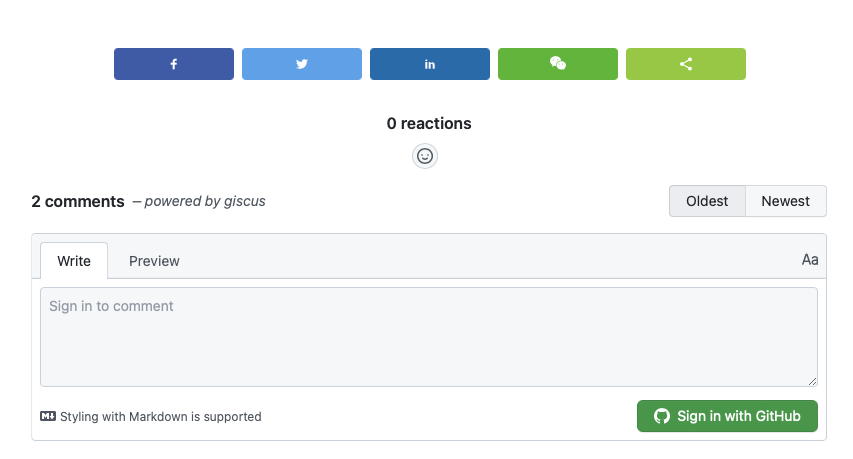 0 reactions
2 comments – powered by giscus
Oldest Newest
Write Preview Aa
Sign in to comment
Styling with Markdown is supported
Sign in with GitHub